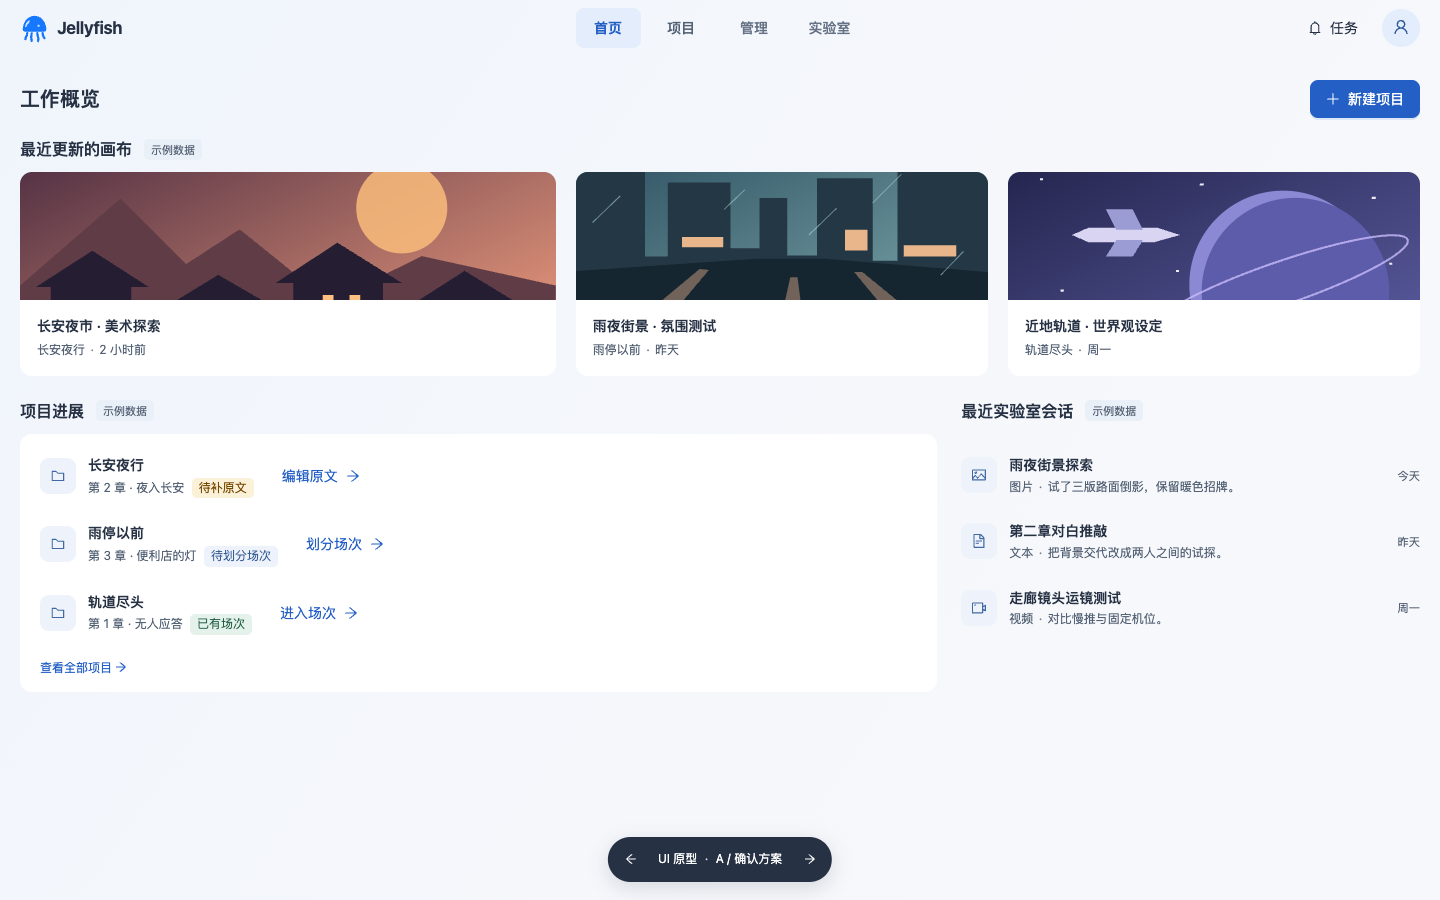 Jellyfish
首页 项目 管理 实验室
任务
工作概览
新建项目
最近更新的画布 示例数据
长安夜市 · 美术探索
长安夜行 · 2 小时前
雨夜街景 · 氛围测试
雨停以前 · 昨天
近地轨道 · 世界观设定
轨道尽头 · 周一
项目进展 示例数据
长安夜行
第 2 章 · 夜入长安 待补原文
编辑原文 →
雨停以前
第 3 章 · 便利店的灯 待划分场次
划分场次 →
轨道尽头
第 1 章 · 无人应答 已有场次
进入场次 →
查看全部项目 →
最近实验室会话 示例数据
雨夜街景探索
图片 · 试了三版路面倒影，保留暖色招牌。
今天
第二章对白推敲
文本 · 把背景交代改成两人之间的试探。
昨天
走廊镜头运镜测试
视频 · 对比慢推与固定机位。
周一
← UI 原型 · A / 确认方案 →